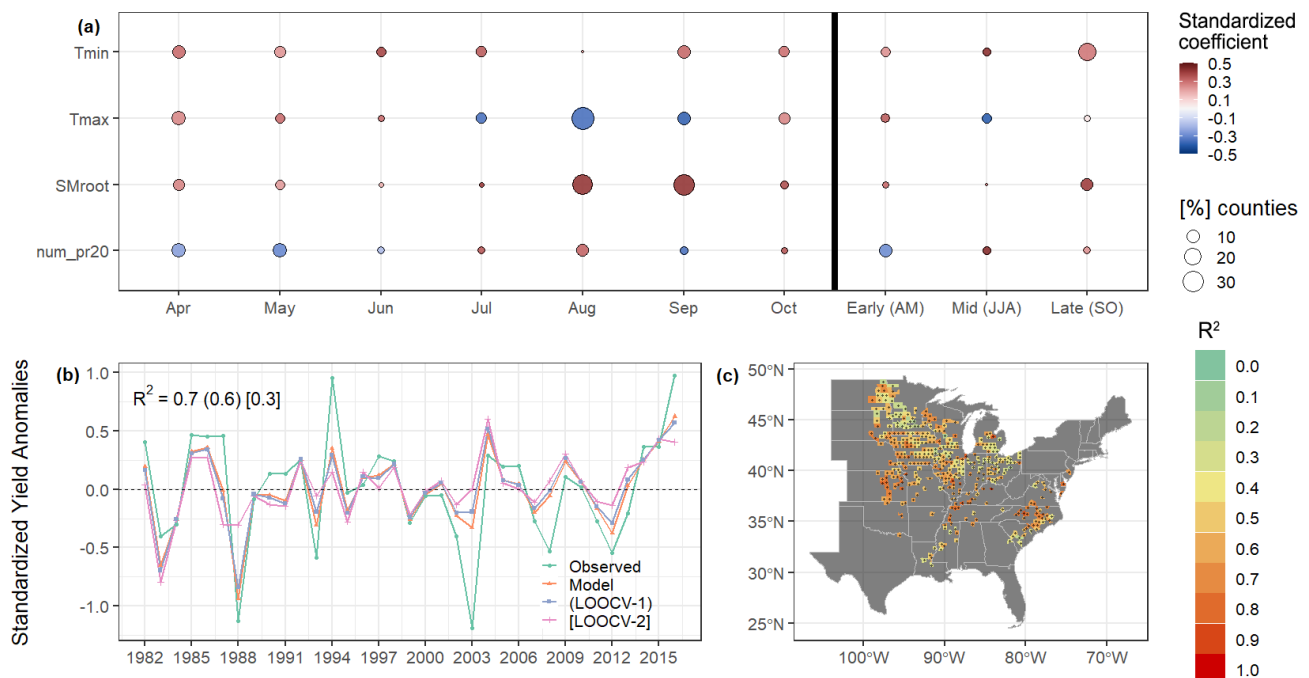 (a)
Tmin
Tmax
SMroot
num_pr20
Apr May Jun Jul Aug Sep Oct Early (AM) Mid (JJA) Late (SO)
Standardized
coefficient
0.5
0.3
0.1
-0.1
-0.3
-0.5
[%] counties
10
20
30
Standardized Yield Anomalies
(b)
R² = 0.7 (0.6) [0.3]
1.0
0.5
0.0
-0.5
-1.0
Observed
Model
(LOOCV-1)
[LOOCV-2]
1982 1985 1988 1991 1994 1997 2000 2003 2006 2009 2012 2015
(c)
50°N
45°N
40°N
35°N
30°N
25°N
100°W 90°W 80°W 70°W
R²
0.0
0.1
0.2
0.3
0.4
0.5
0.6
0.7
0.8
0.9
1.0